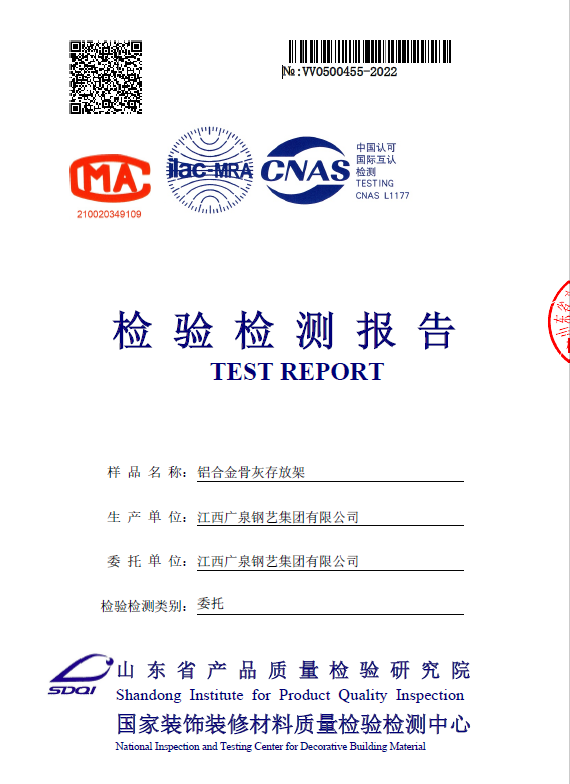 №:VV0500455-2022
MA
210020349109
ilac-MRA
CNAS
中国认可
国际互认
检测
TESTING
CNAS L1177
检验检测报告
TEST REPORT
样品名称：铝合金骨灰存放架
生产单位：江西广泉钢艺集团有限公司
委托单位：江西广泉钢艺集团有限公司
检验检测类别：委托
SDQI
山东省产品质量检验研究院
Shandong Institute for Product Quality Inspection
国家装饰装修材料质量检验检测中心
National Inspection and Testing Center for Decorative Building Material